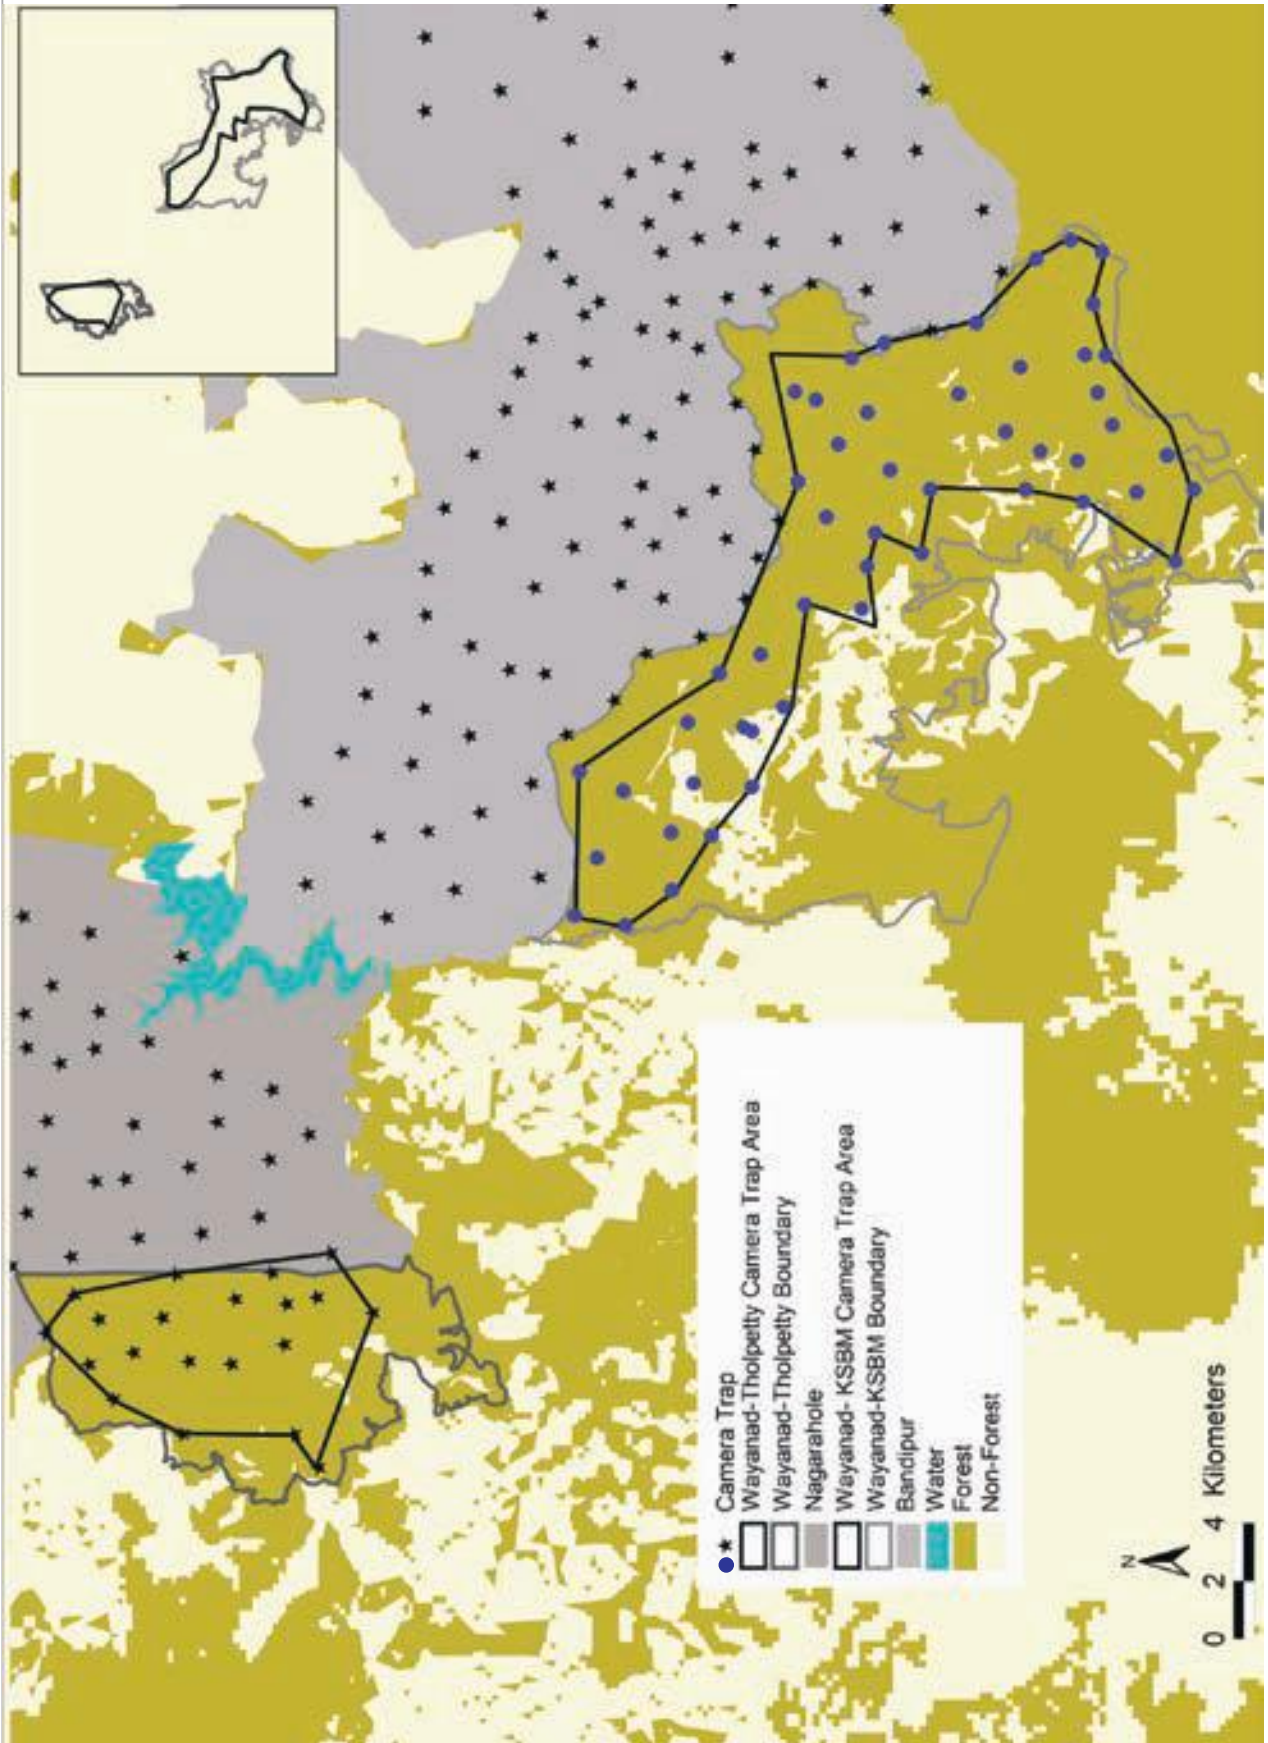 Camera Trap
Wayanad-Tholpetty Camera Trap Area
Wayanad-Tholpetty Boundary
Nagarahole
Wayanad- KSBM Camera Trap Area
Wayanad-KSBM Boundary
Bandipur
Water
Forest
Non-Forest
N
0 2 4 Kilometers